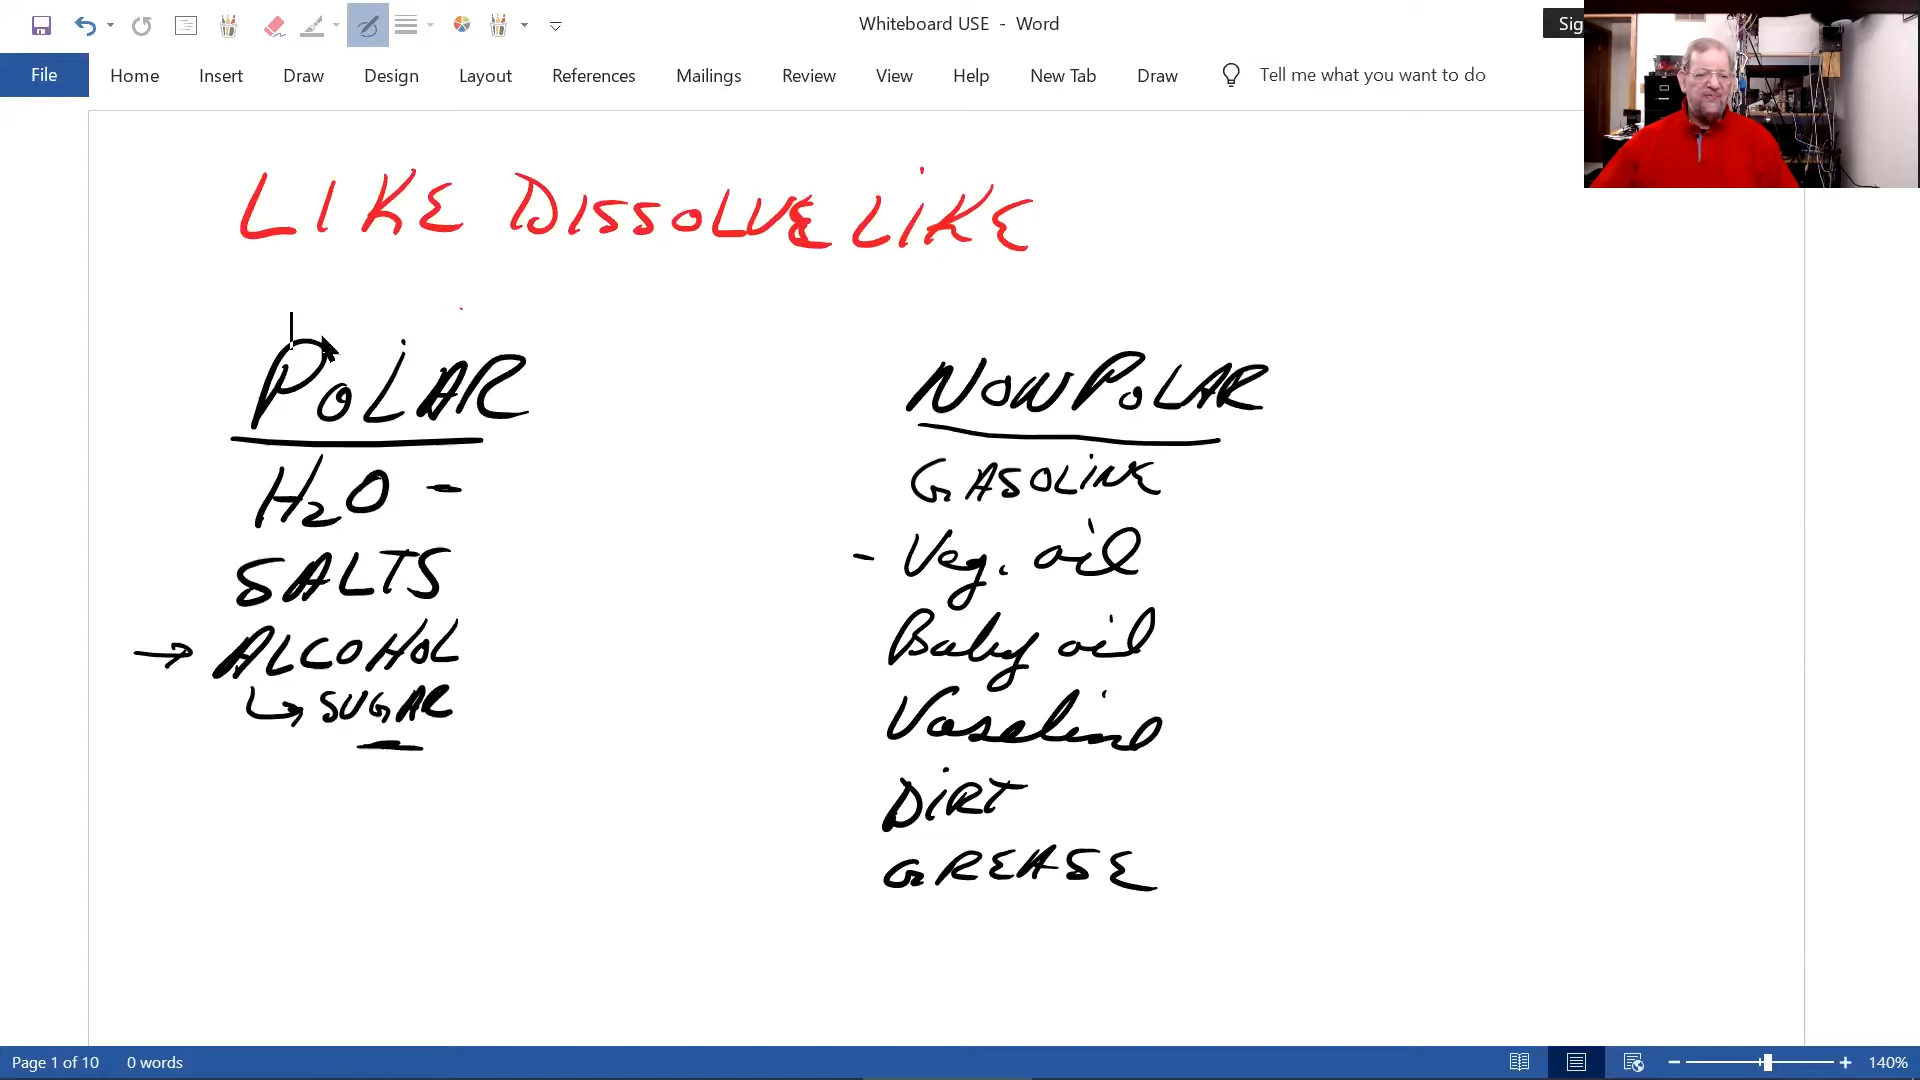 Whiteboard USE - Word
Sig
File Home Insert Draw Design Layout References Mailings Review View Help New Tab Draw Tell me what you want to do
LIKE DISSOLVE LIKE
POLAR
NONPOLAR
H2O -
SALTS
→ ALCOHOL
↳ SUGAR
GASOLINE
- Veg. oil
Baby oil
Vaseline
DIRT
GREASE
Page 1 of 10 0 words
140%